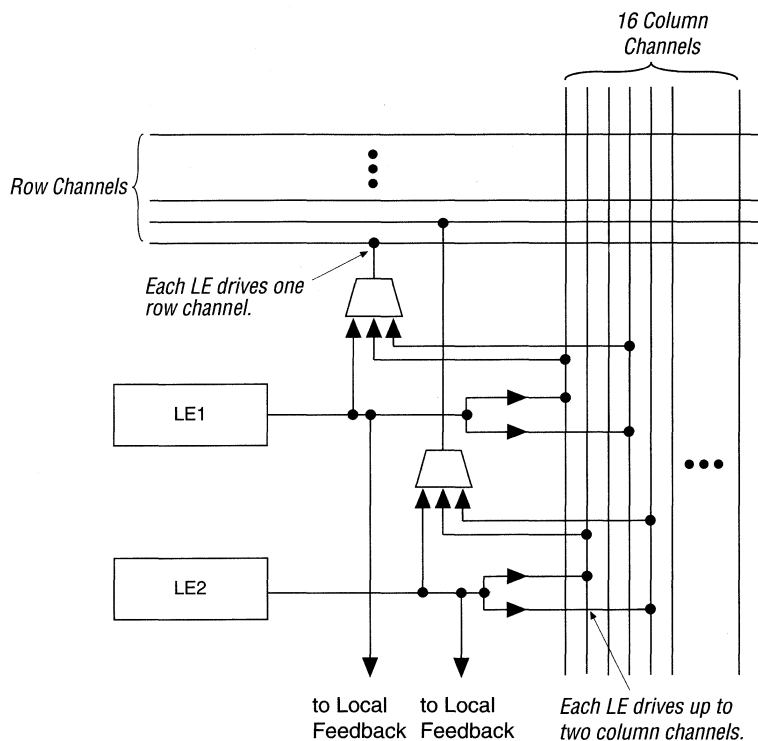 16 Column
Channels
Row Channels
Each LE drives one
row channel.
LE1
LE2
to Local
Feedback
to Local
Feedback
Each LE drives up to
two column channels.